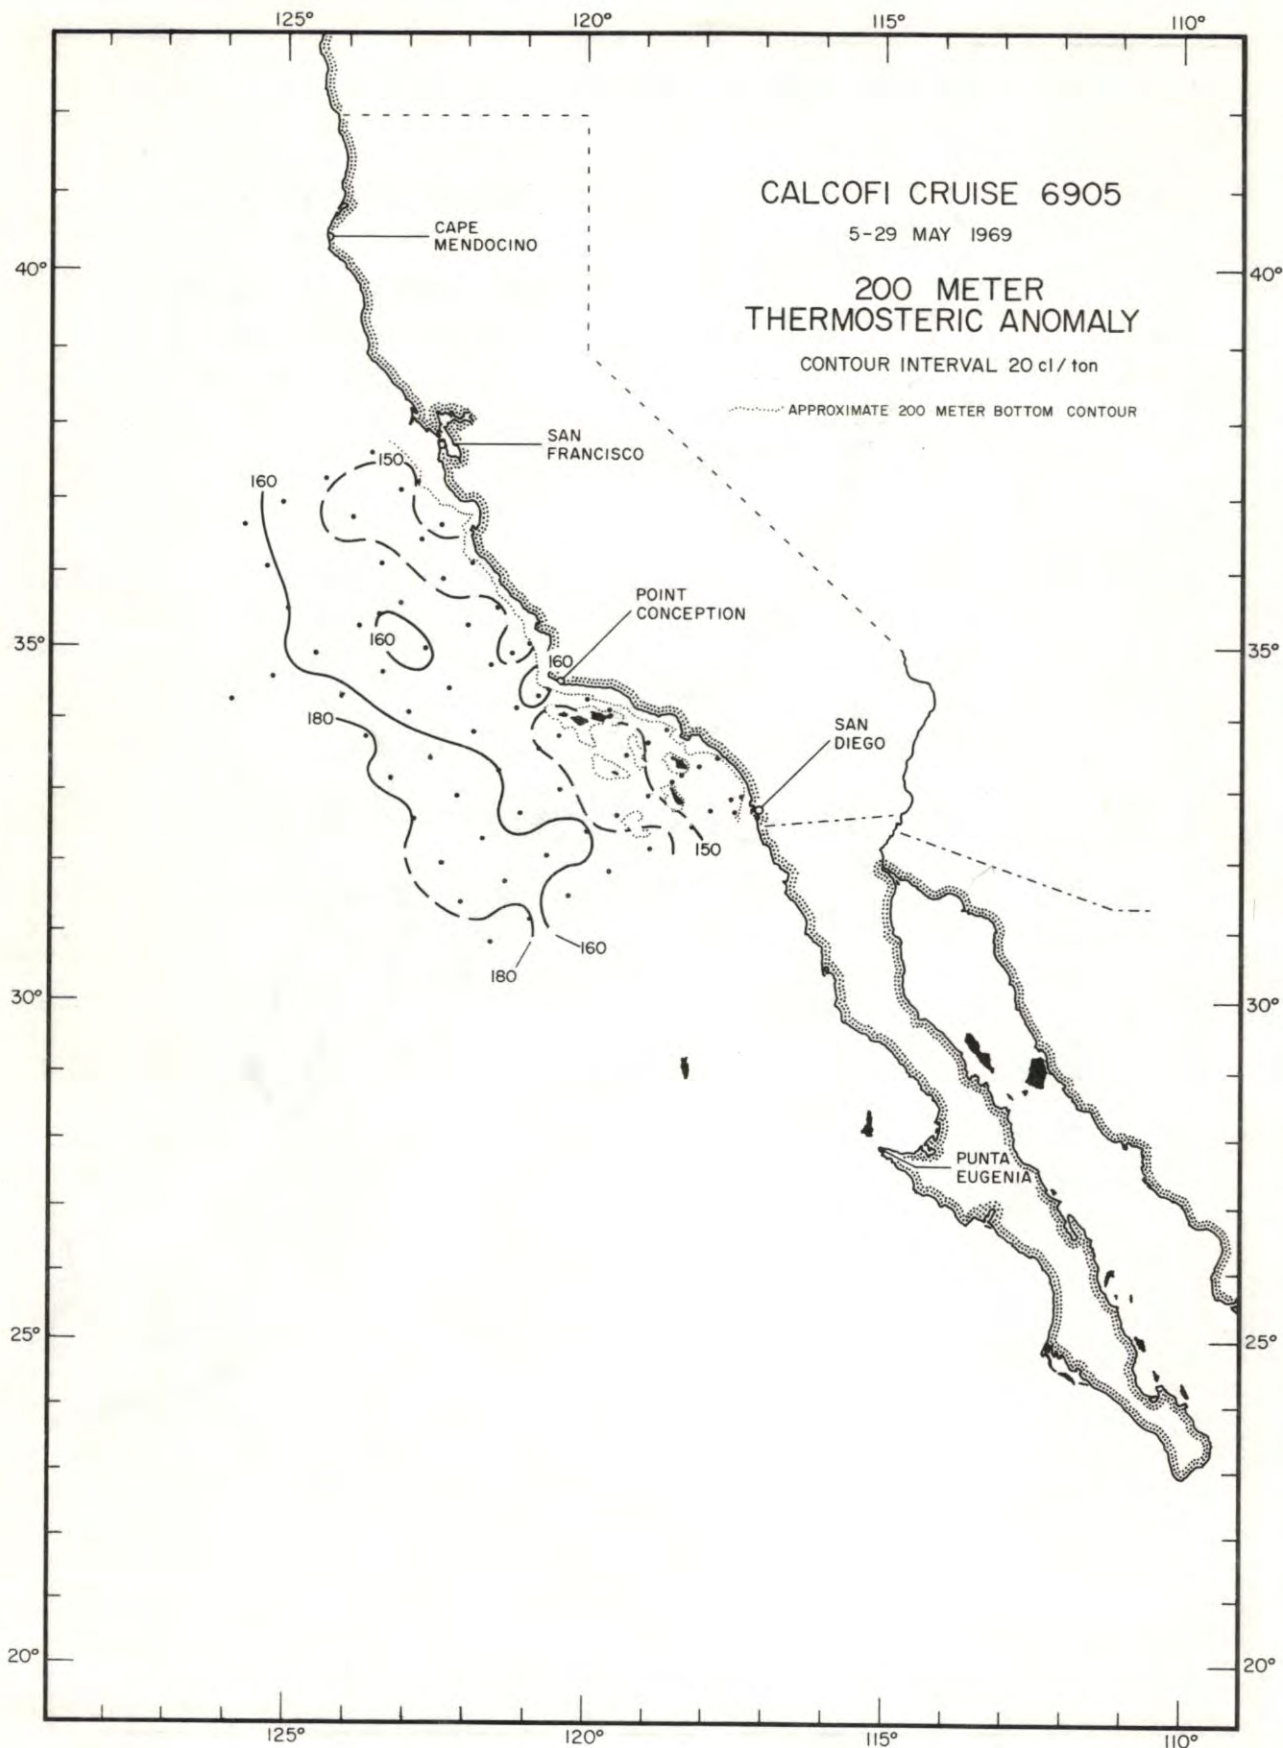 125° 120° 115° 110°
CALCOFI CRUISE 6905
5-29 MAY 1969
CAPE
MENDOCINO
40° 40°
200 METER
THERMOSTERIC ANOMALY
CONTOUR INTERVAL 20 cl/ton
APPROXIMATE 200 METER BOTTOM CONTOUR
SAN
FRANCISCO
150
160
POINT
CONCEPTION
35° 160 160 35°
180
SAN
DIEGO
150
160
180
30° 30°
PUNTA
EUGENIA
25° 25°
20° 20°
125° 120° 115° 110°